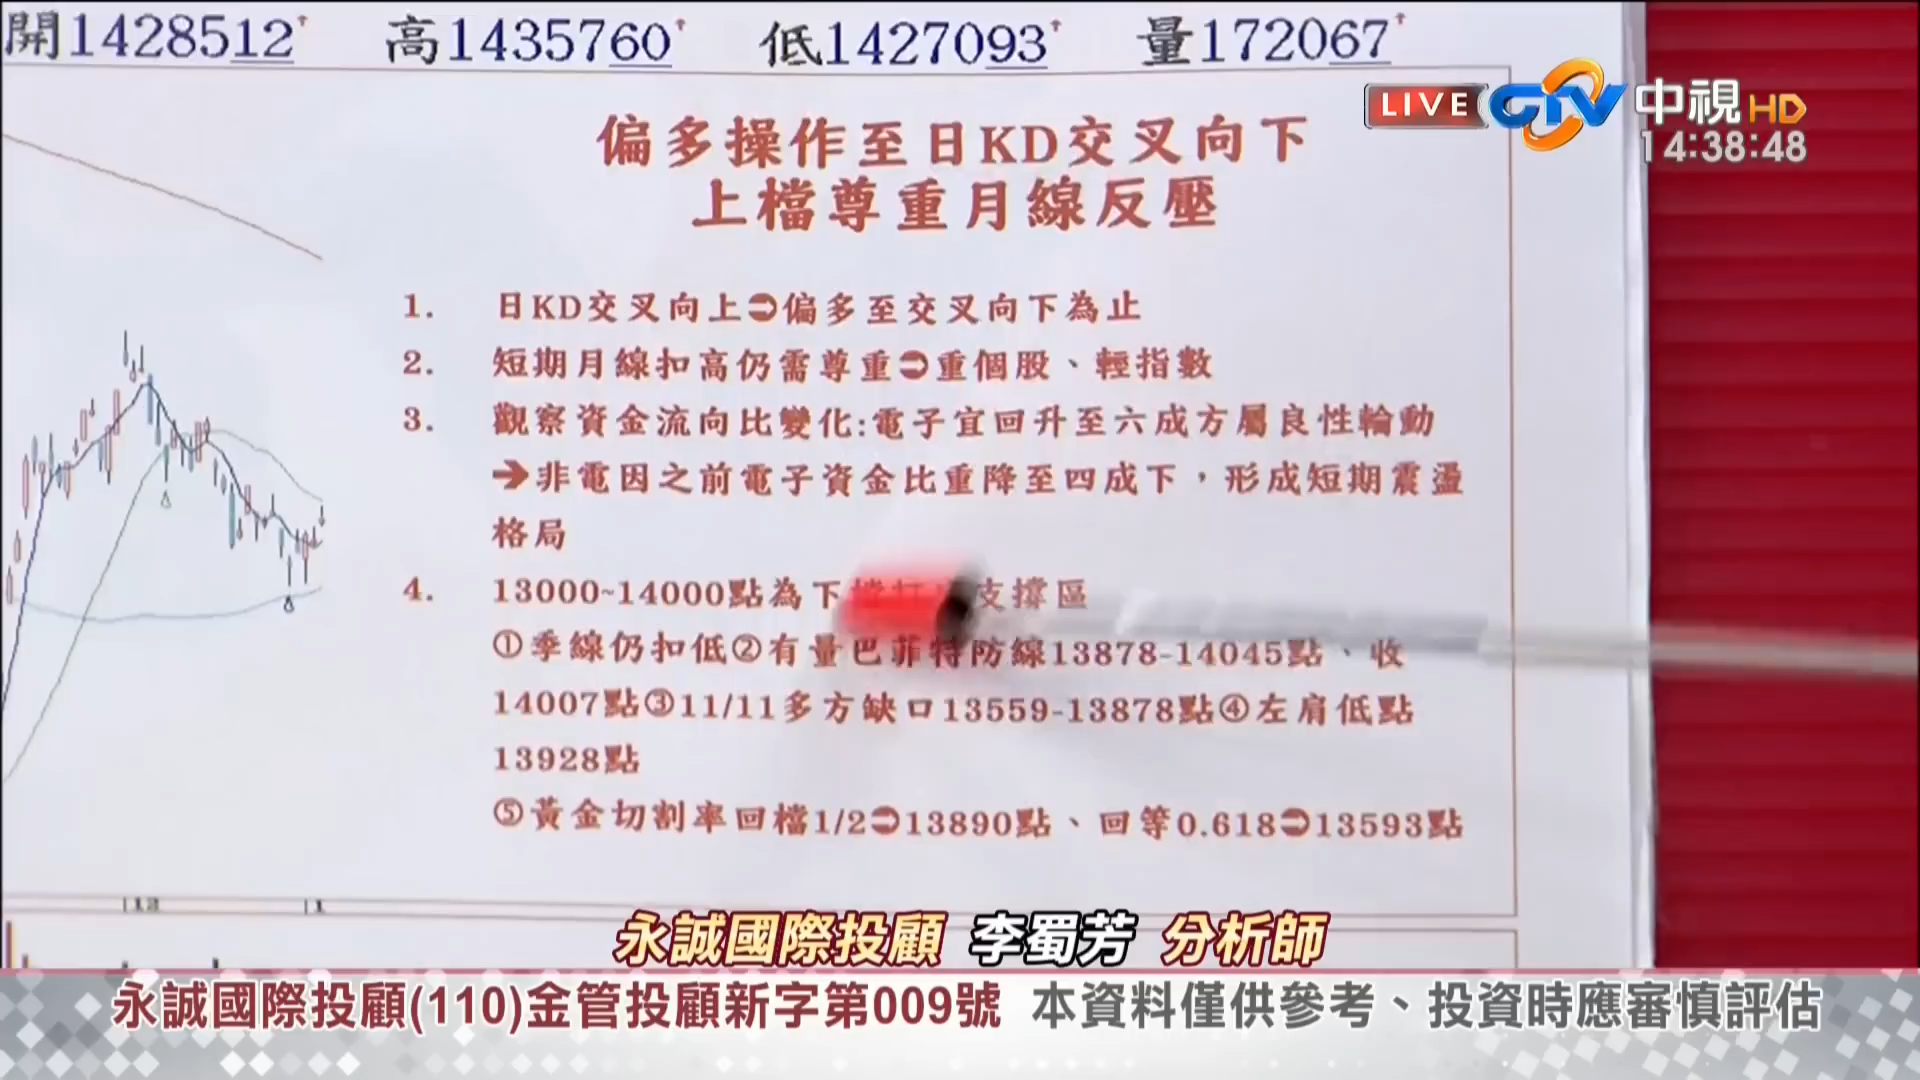 開1428512 高1435760 低1427093 量172067
LIVE CTV 中視HD
14:38:48
偏多操作至日KD交叉向下
上檔尊重月線反壓
1. 日KD交叉向上➲偏多至交叉向下為止
2. 短期月線扣高仍需尊重➲重個股、輕指數
3. 觀察資金流向比變化:電子宜回升至六成方屬良性輪動
➔非電因之前電子資金比重降至四成下，形成短期震盪
格局
4. 13000~14000點為下 支撐區
①季線仍扣低②有量巴菲特防線13878-14045點、收
14007點③11/11多方缺口13559-13878點④左肩低點
13928點
⑤黃金切割率回檔1/2➲13890點、回等0.618➲13593點
12 1
永誠國際投顧 李蜀芳 分析師
永誠國際投顧(110)金管投顧新字第009號 本資料僅供參考、投資時應審慎評估